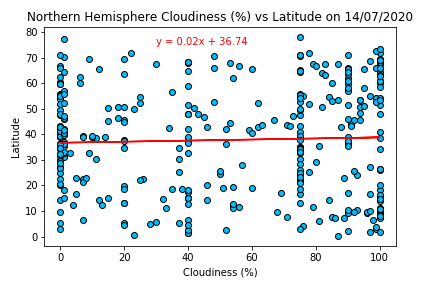 Northern Hemisphere Cloudiness (%) vs Latitude on 14/07/2020
y = 0.02x + 36.74
80
70
60
50
40
30
20
10
0
Latitude
0 20 40 60 80 100
Cloudiness (%)